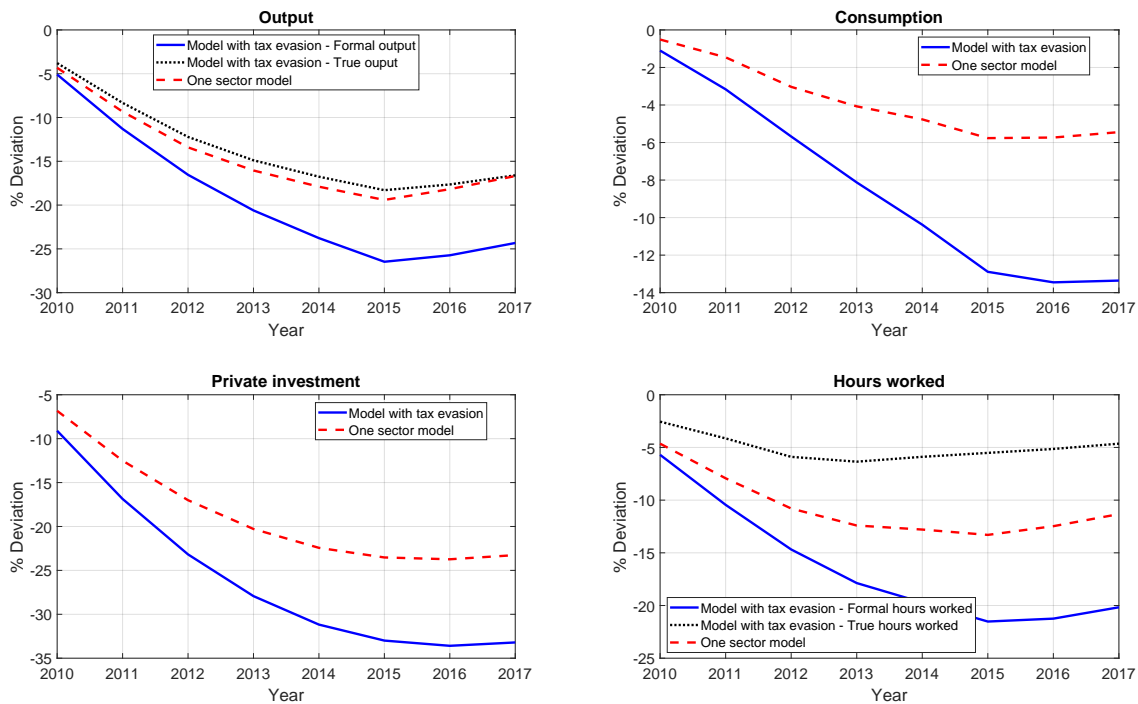 Output
Model with tax evasion - Formal output
Model with tax evasion - True ouput
One sector model
% Deviation
0
-5
-10
-15
-20
-25
-30
2010 2011 2012 2013 2014 2015 2016 2017
Year
Consumption
Model with tax evasion
One sector model
% Deviation
0
-2
-4
-6
-8
-10
-12
-14
2010 2011 2012 2013 2014 2015 2016 2017
Year
Private investment
Model with tax evasion
One sector model
% Deviation
-5
-10
-15
-20
-25
-30
-35
2010 2011 2012 2013 2014 2015 2016 2017
Year
Hours worked
% Deviation
0
-5
-10
-15
-20
-25
Model with tax evasion - Formal hours worked
Model with tax evasion - True hours worked
One sector model
2010 2011 2012 2013 2014 2015 2016 2017
Year